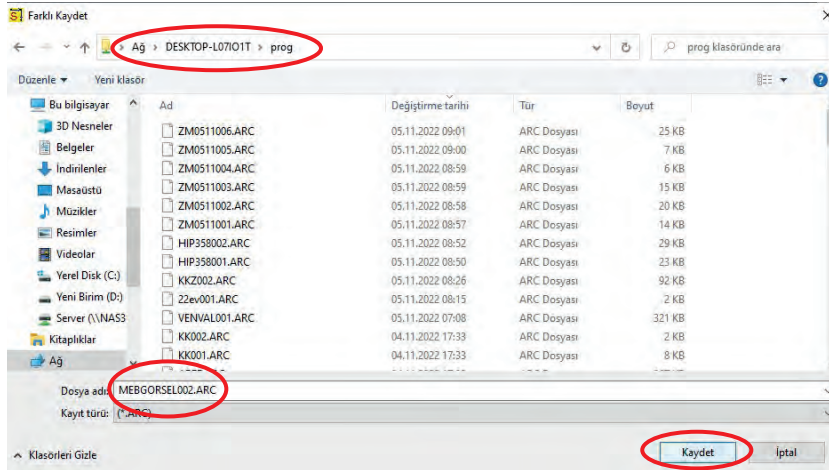 Farklı Kaydet
Ağ > DESKTOP-L07IO1T > prog
prog klasöründe ara
Düzenle Yeni klasör
Bu bilgisayar
3D Nesneler
Belgeler
İndirilenler
Masaüstü
Müzikler
Resimler
Videolar
Yerel Disk (C:)
Yeni Birim (D:)
Server (\\NAS3
Kitaplıklar
Ağ
Ad Değiştirme tarihi Tür Boyut
ZM0511006.ARC 05.11.2022 09:01 ARC Dosyası 25 KB
ZM0511005.ARC 05.11.2022 09:00 ARC Dosyası 7 KB
ZM0511004.ARC 05.11.2022 08:59 ARC Dosyası 6 KB
ZM0511003.ARC 05.11.2022 08:59 ARC Dosyası 15 KB
ZM0511002.ARC 05.11.2022 08:58 ARC Dosyası 20 KB
ZM0511001.ARC 05.11.2022 08:57 ARC Dosyası 14 KB
HIP358002.ARC 05.11.2022 08:52 ARC Dosyası 29 KB
HIP358001.ARC 05.11.2022 08:50 ARC Dosyası 23 KB
KKZ002.ARC 05.11.2022 08:26 ARC Dosyası 92 KB
22ev001.ARC 05.11.2022 08:15 ARC Dosyası 2 KB
VENVAL001.ARC 05.11.2022 07:08 ARC Dosyası 321 KB
KK002.ARC 04.11.2022 17:33 ARC Dosyası 2 KB
KK001.ARC 04.11.2022 17:33 ARC Dosyası 8 KB
Dosya adı: MEBGORSEL002.ARC
Kayıt türü: (*.ARC)
Klasörleri Gizle
Kaydet
İptal